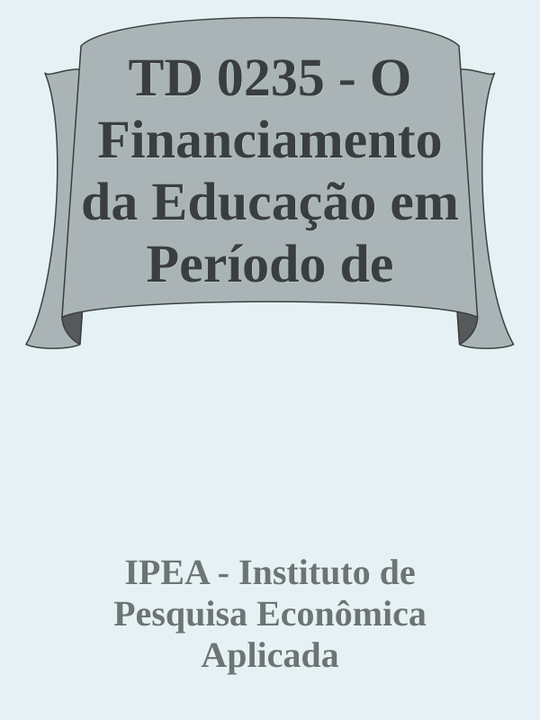 TD 0235 - O
Financiamento
da Educação em
Período de
IPEA - Instituto de
Pesquisa Econômica
Aplicada